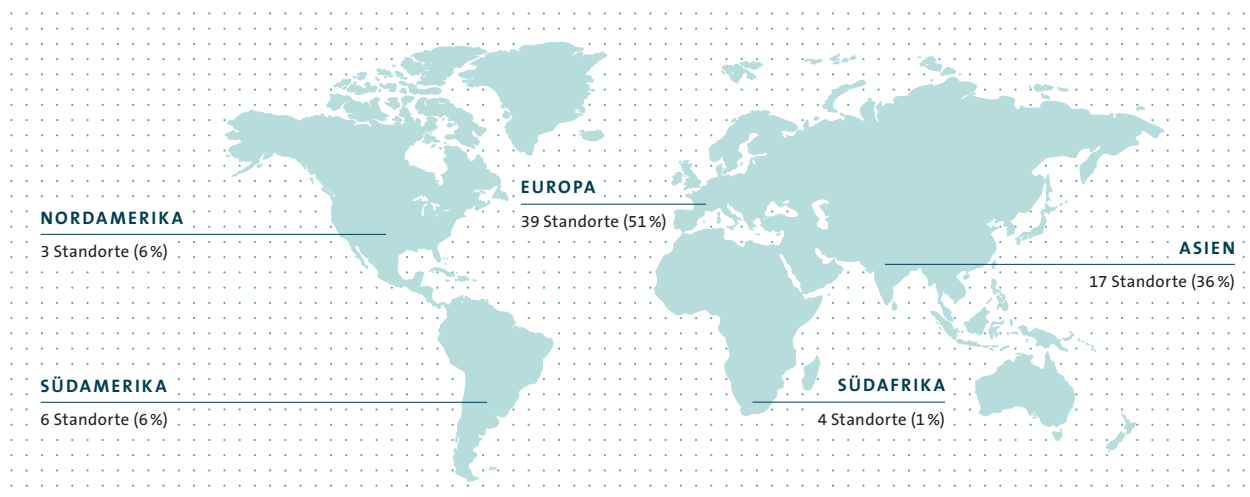 EUROPA
39 Standorte (51 %)
NORDAMERIKA
3 Standorte (6 %)
ASIEN
17 Standorte (36 %)
SÜDAMERIKA
6 Standorte (6 %)
SÜDAFRIKA
4 Standorte (1 %)